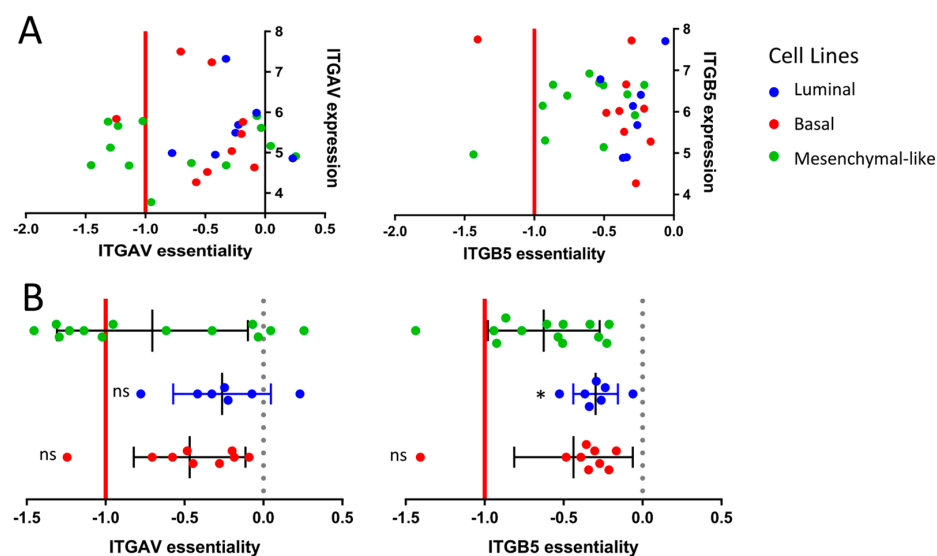 A
8
7
6
5
4
ITGAV expression
-2.0 -1.5 -1.0 -0.5 0.0 0.5
ITGAV essentiality
8
7
6
5
4
ITGB5 expression
-2.0 -1.5 -1.0 -0.5 0.0
ITGB5 essentiality
Cell Lines
Luminal
Basal
Mesenchymal-like
B
ns
ns
-1.5 -1.0 -0.5 0.0 0.5
ITGAV essentiality
*
ns
-1.5 -1.0 -0.5 0.0 0.5
ITGB5 essentiality